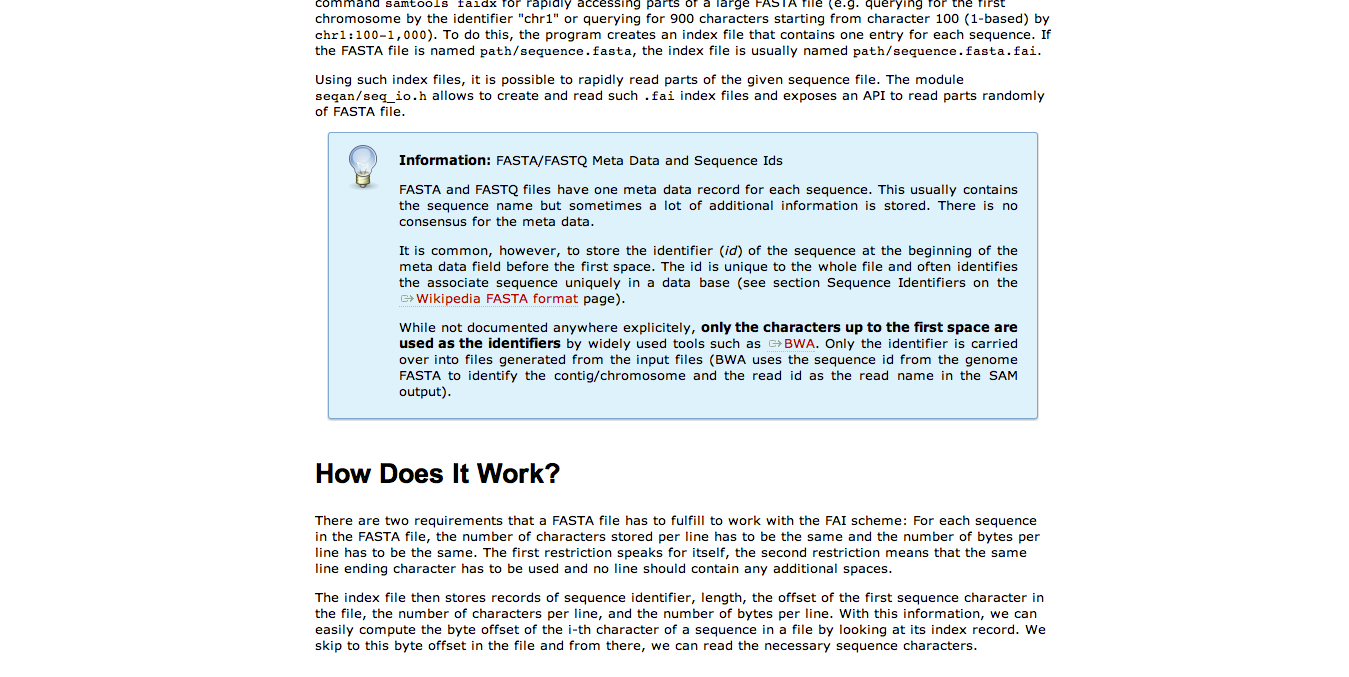 command samtools faidx for rapidly accessing parts of a large FASTA file (e.g. querying for the first
chromosome by the identifier "chr1" or querying for 900 characters starting from character 100 (1-based) by
chr1:100-1,000). To do this, the program creates an index file that contains one entry for each sequence. If
the FASTA file is named path/sequence.fasta, the index file is usually named path/sequence.fasta.fai.
Using such index files, it is possible to rapidly read parts of the given sequence file. The module
seqan/seq_io.h allows to create and read such .fai index files and exposes an API to read parts randomly
of FASTA file.
Information: FASTA/FASTQ Meta Data and Sequence Ids
FASTA and FASTQ files have one meta data record for each sequence. This usually contains
the sequence name but sometimes a lot of additional information is stored. There is no
consensus for the meta data.
It is common, however, to store the identifier (id) of the sequence at the beginning of the
meta data field before the first space. The id is unique to the whole file and often identifies
the associate sequence uniquely in a data base (see section Sequence Identifiers on the
Wikipedia FASTA format page).
While not documented anywhere explicitely, only the characters up to the first space are
used as the identifiers by widely used tools such as BWA. Only the identifier is carried
over into files generated from the input files (BWA uses the sequence id from the genome
FASTA to identify the contig/chromosome and the read id as the read name in the SAM
output).
How Does It Work?
There are two requirements that a FASTA file has to fulfill to work with the FAI scheme: For each sequence
in the FASTA file, the number of characters stored per line has to be the same and the number of bytes per
line has to be the same. The first restriction speaks for itself, the second restriction means that the same
line ending character has to be used and no line should contain any additional spaces.
The index file then stores records of sequence identifier, length, the offset of the first sequence character in
the file, the number of characters per line, and the number of bytes per line. With this information, we can
easily compute the byte offset of the i-th character of a sequence in a file by looking at its index record. We
skip to this byte offset in the file and from there, we can read the necessary sequence characters.